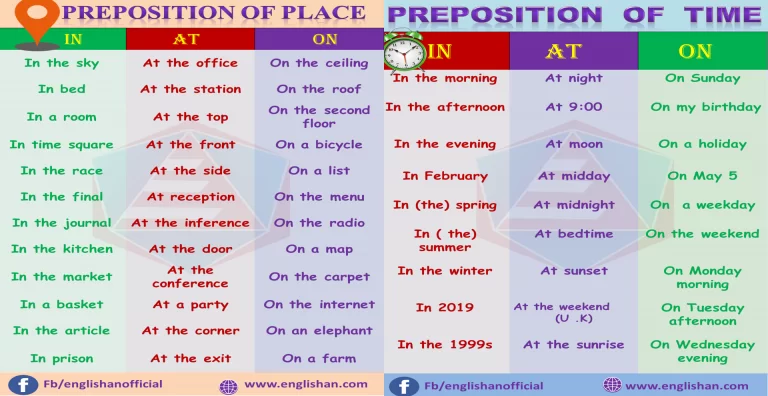 PREPOSITION OF PLACE
IN AT ON
In the sky At the office On the ceiling
In bed At the station On the roof
In a room At the top On the second
floor
In time square At the front On a bicycle
In the race At the side On a list
In the final At reception On the menu
In the journal At the inference On the radio
In the kitchen At the door On a map
In the market At the
conference On the carpet
In a basket At a party On the internet
In the article At the corner On an elephant
In prison At the exit On a farm
Fb/englishanofficial www.englishan.com
PREPOSITION OF TIME
IN AT ON
In the morning At night On Sunday
In the afternoon At 9:00 On my birthday
In the evening At moon On a holiday
In February At midday On May 5
In (the) spring At midnight On a weekday
In ( the)
summer At bedtime On the weekend
In the winter At sunset On Monday
morning
In 2019 At the weekend
(U .K) On Tuesday
afternoon
In the 1999s At the sunrise On Wednesday
evening
Fb/englishanofficial www.englishan.com